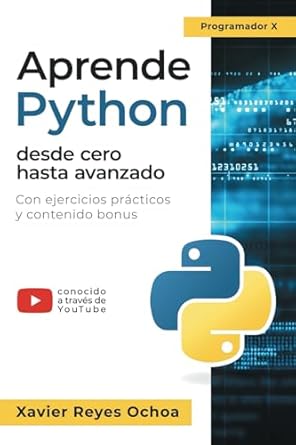 Programador X
Aprende
Python
desde cero
hasta avanzado
Con ejercicios prácticos
y contenido bonus
conocido
a través de
YouTube
Xavier Reyes Ochoa